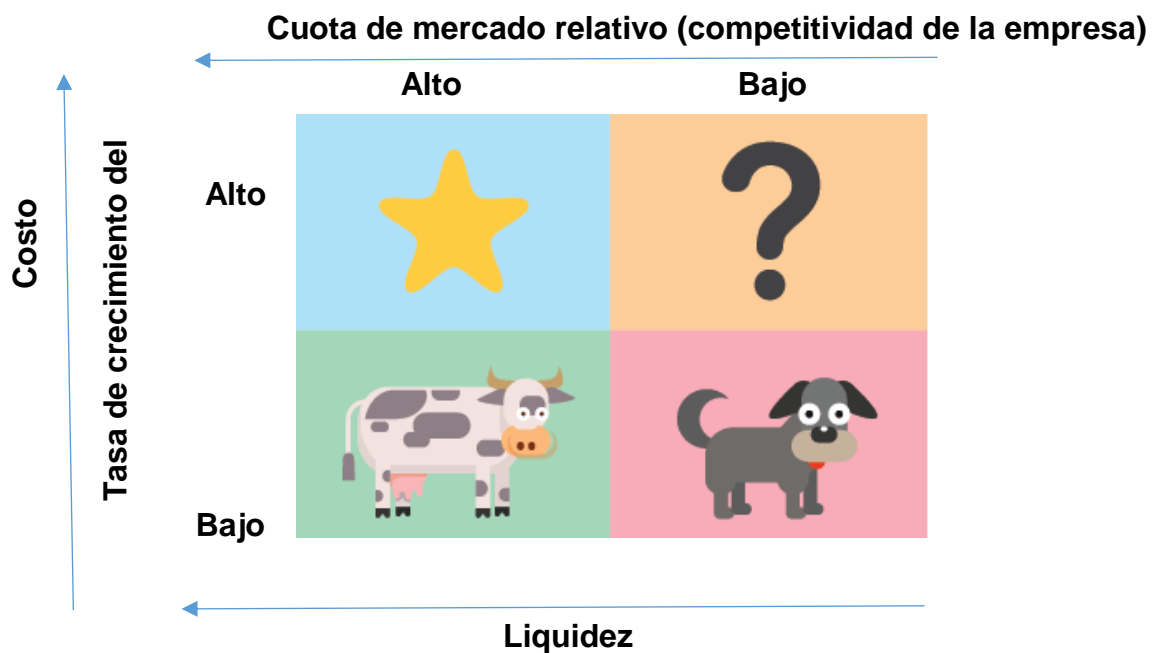 Cuota de mercado relativo (competitividad de la empresa)
Alto
Bajo
Costo
Tasa de crecimiento del
Alto
Bajo
Liquidez